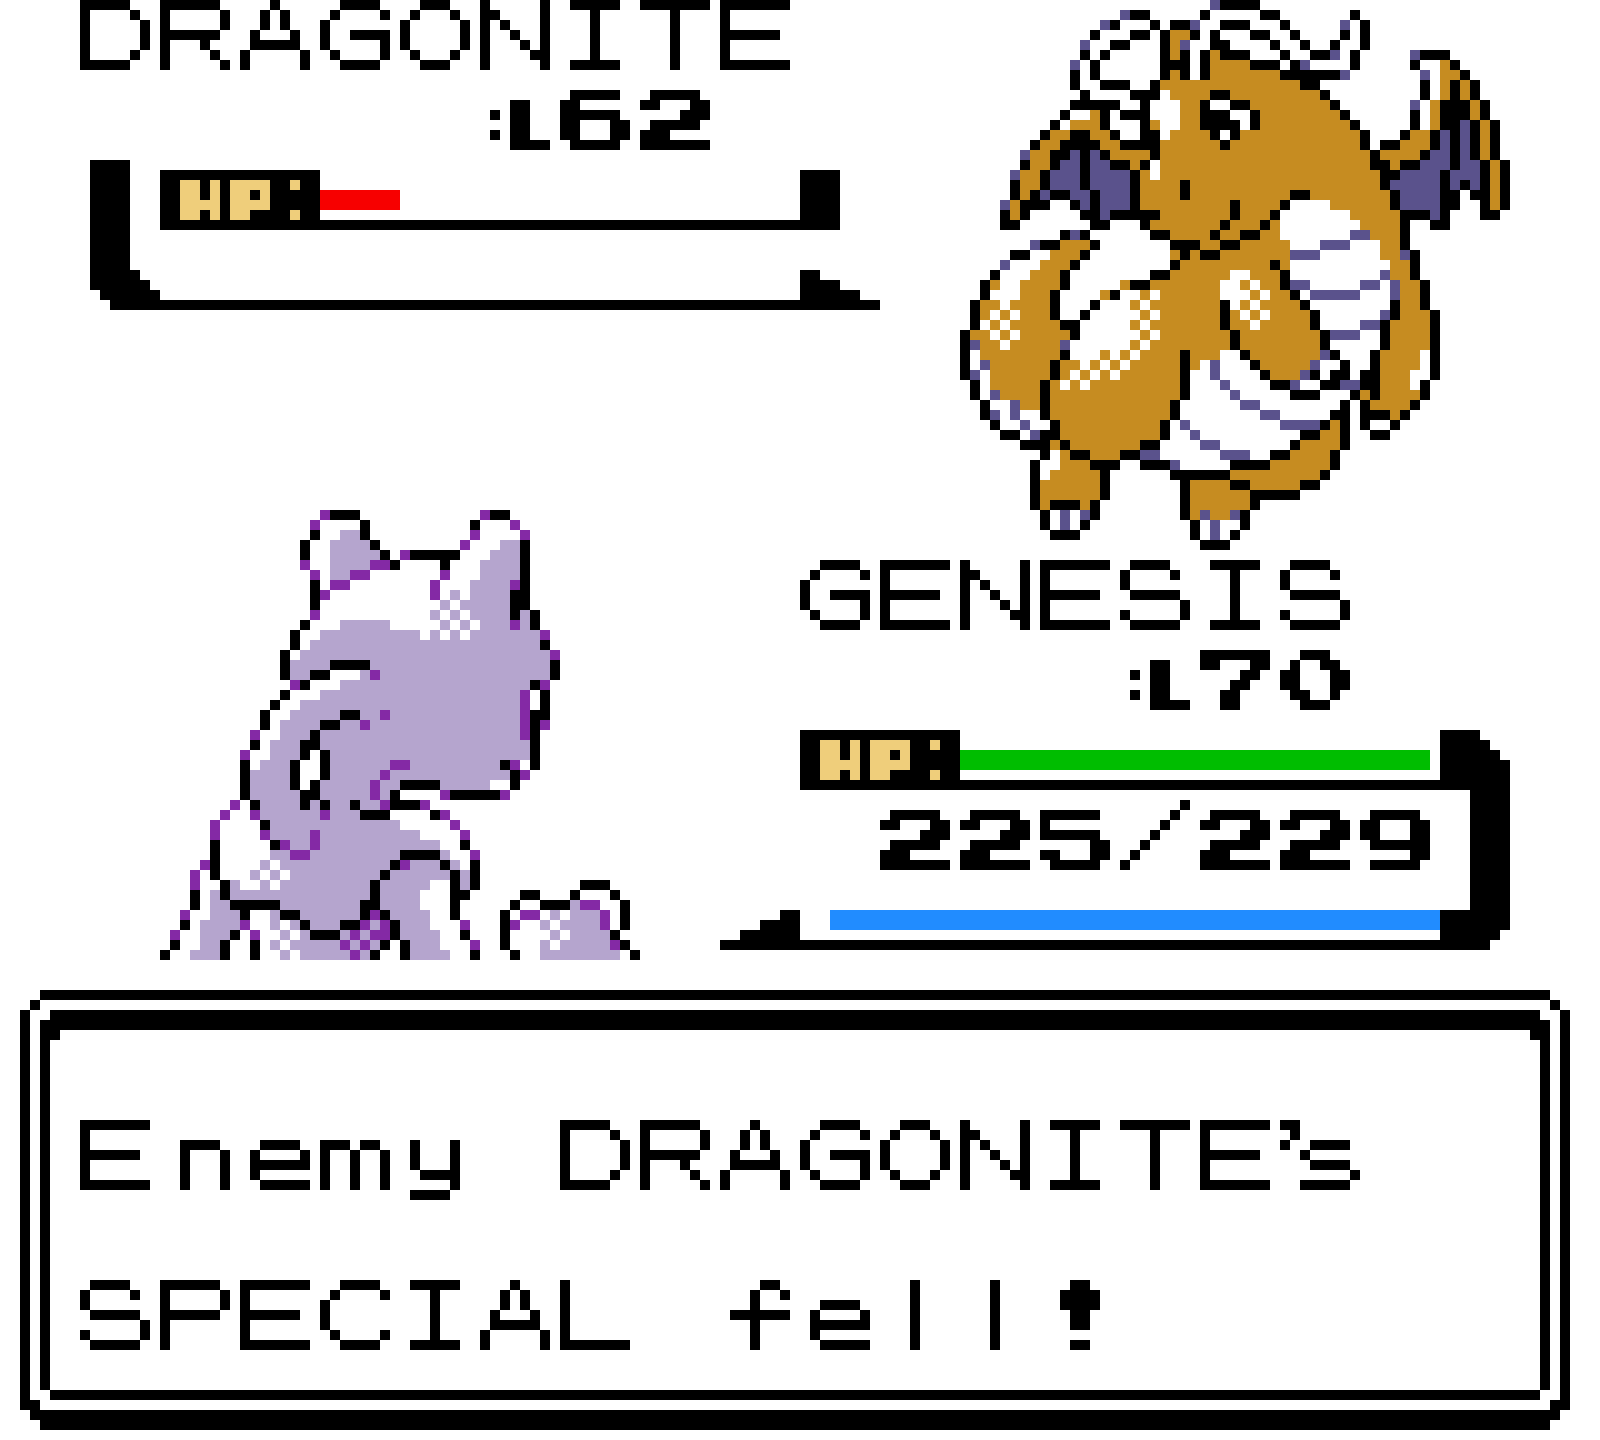 DRAGONITE
:L62
HP:
GENESIS
:L70
HP:
225/229
Enemy DRAGONITE's
SPECIAL fell!